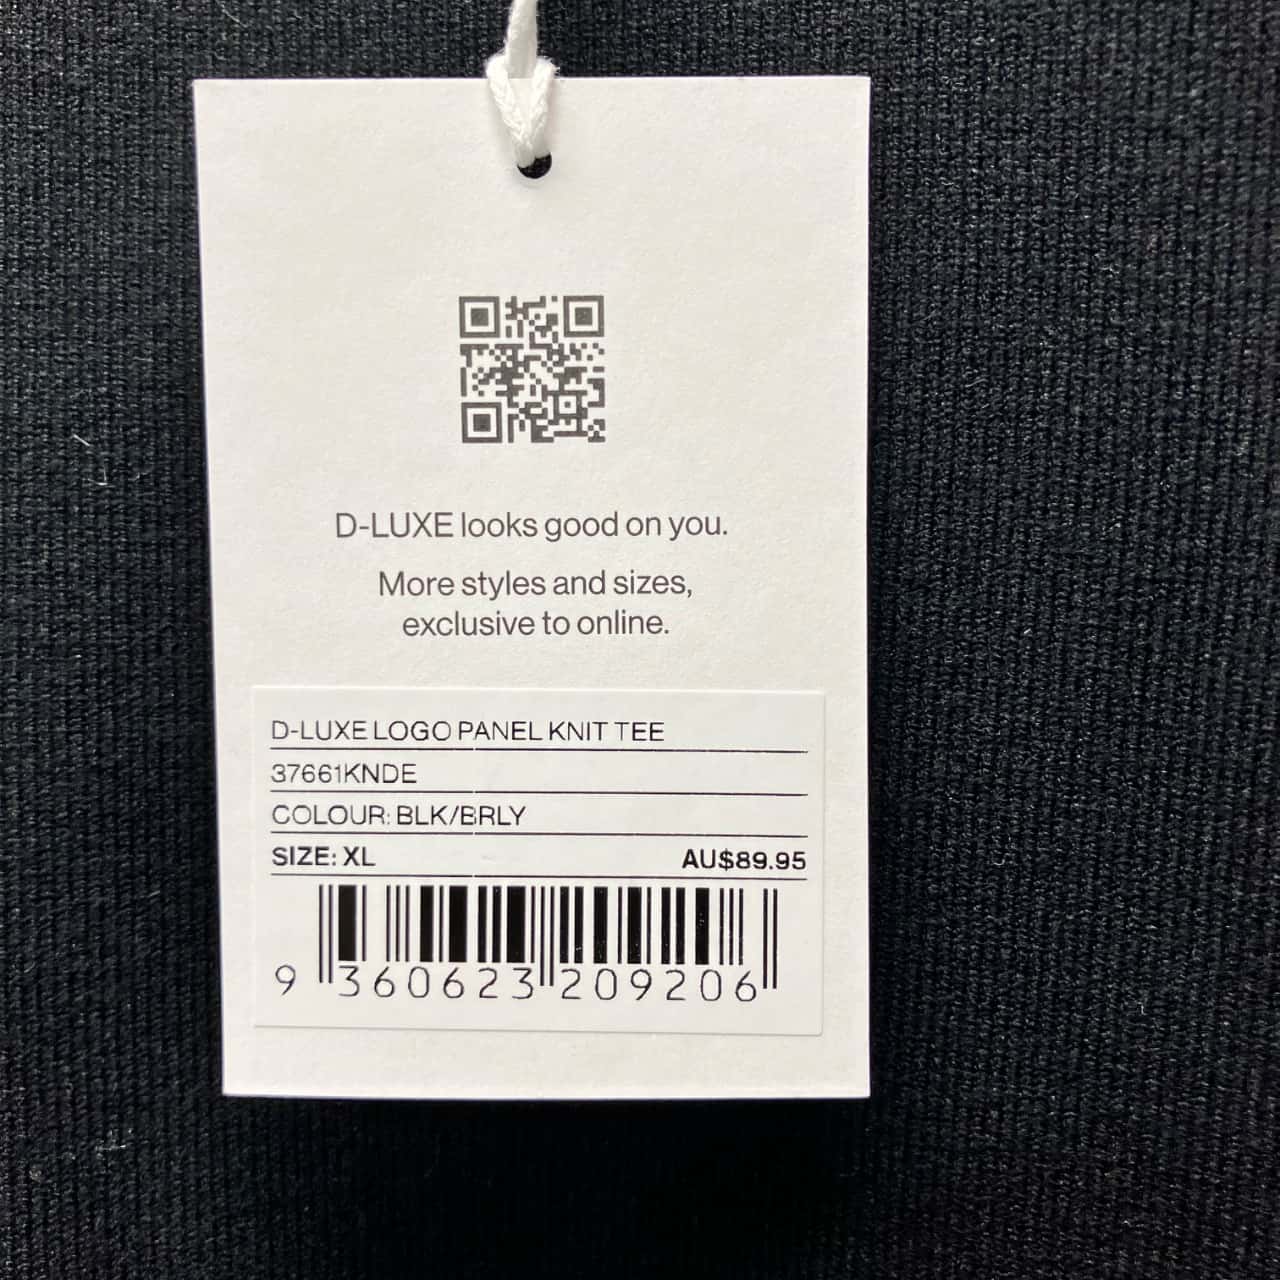 D-LUXE looks good on you.
More styles and sizes,
exclusive to online.
D-LUXE LOGO PANEL KNIT TEE
37661KNDE
COLOUR: BLK/BRLY
SIZE: XL AU$89.95
9 360623 209206